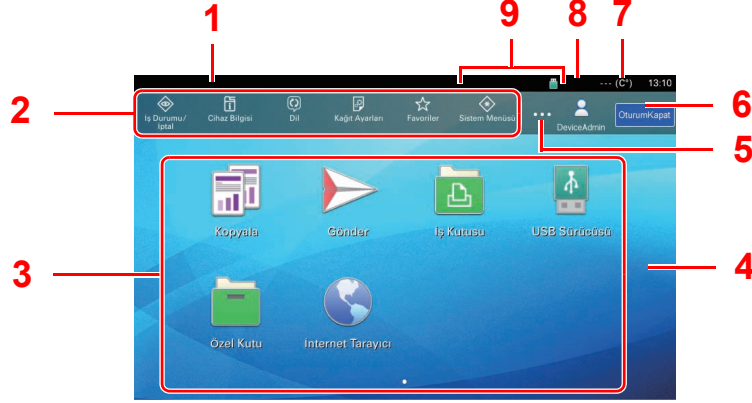 1
9
8
7
--- (C°)
13:10
2
İş Durumu/
İptal
Cihaz Bilgisi
Dil
Kağıt Ayarları
Favoriler
Sistem Menüsü
...
DeviceAdmin
OturumKapat
6
5
3
Kopyala
Gönder
İş Kutusu
USB Sürücüsü
4
Özel Kutu
İnternet Tarayıcı